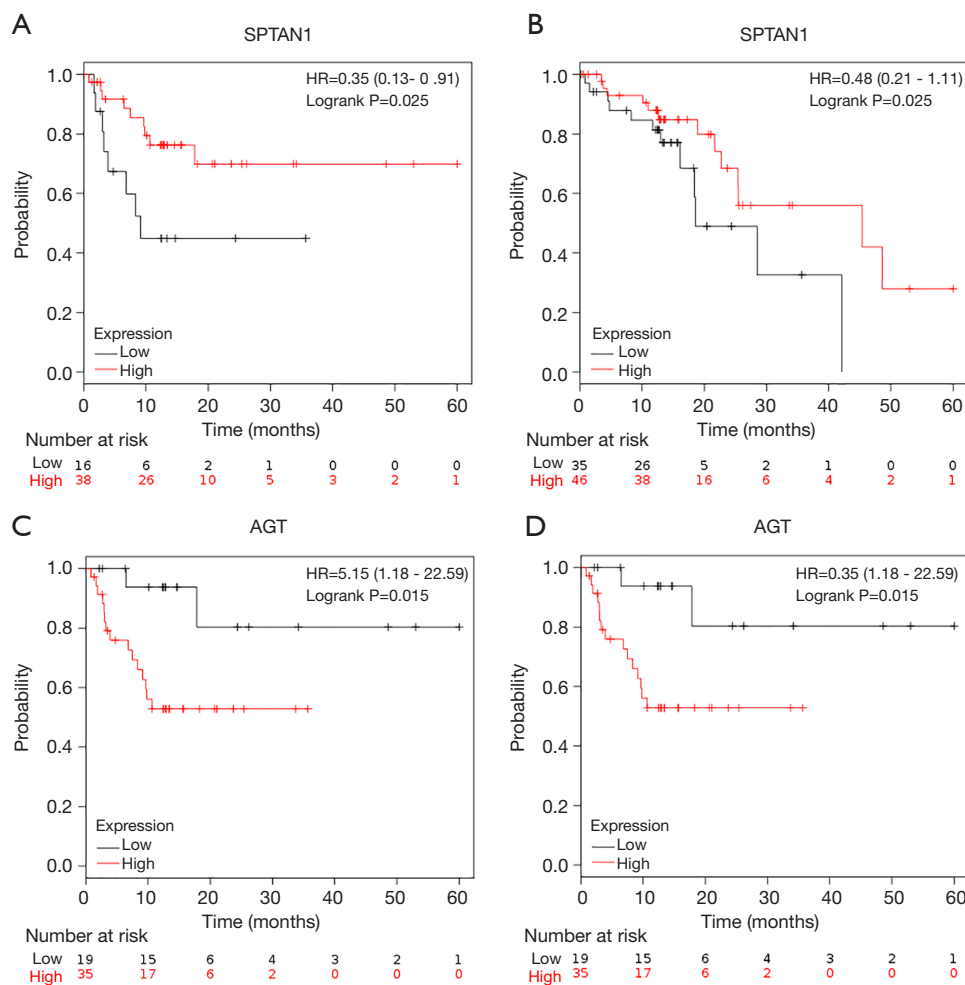 A
SPTAN1
HR=0.35 (0.13- 0 .91)
Logrank P=0.025
Probability
1.0
0.8
0.6
0.4
0.2
0.0
Expression
Low
High
0 10 20 30 40 50 60
Time (months)
Number at risk
Low 16 6 2 1 0 0 0
High 38 26 10 5 3 2 1
B
SPTAN1
HR=0.48 (0.21 - 1.11)
Logrank P=0.025
Probability
1.0
0.8
0.6
0.4
0.2
0.0
Expression
Low
High
0 10 20 30 40 50 60
Time (months)
Number at risk
Low 35 26 5 2 1 0 0
High 46 38 16 6 4 2 1
C
AGT
HR=5.15 (1.18 - 22.59)
Logrank P=0.015
Probability
1.0
0.8
0.6
0.4
0.2
0.0
Expression
Low
High
0 10 20 30 40 50 60
Time (months)
Number at risk
Low 19 15 6 4 3 2 1
High 35 17 6 2 0 0 0
D
AGT
HR=0.35 (1.18 - 22.59)
Logrank P=0.015
Probability
1.0
0.8
0.6
0.4
0.2
0.0
Expression
Low
High
0 10 20 30 40 50 60
Time (months)
Number at risk
Low 19 15 6 4 3 2 1
High 35 17 6 2 0 0 0